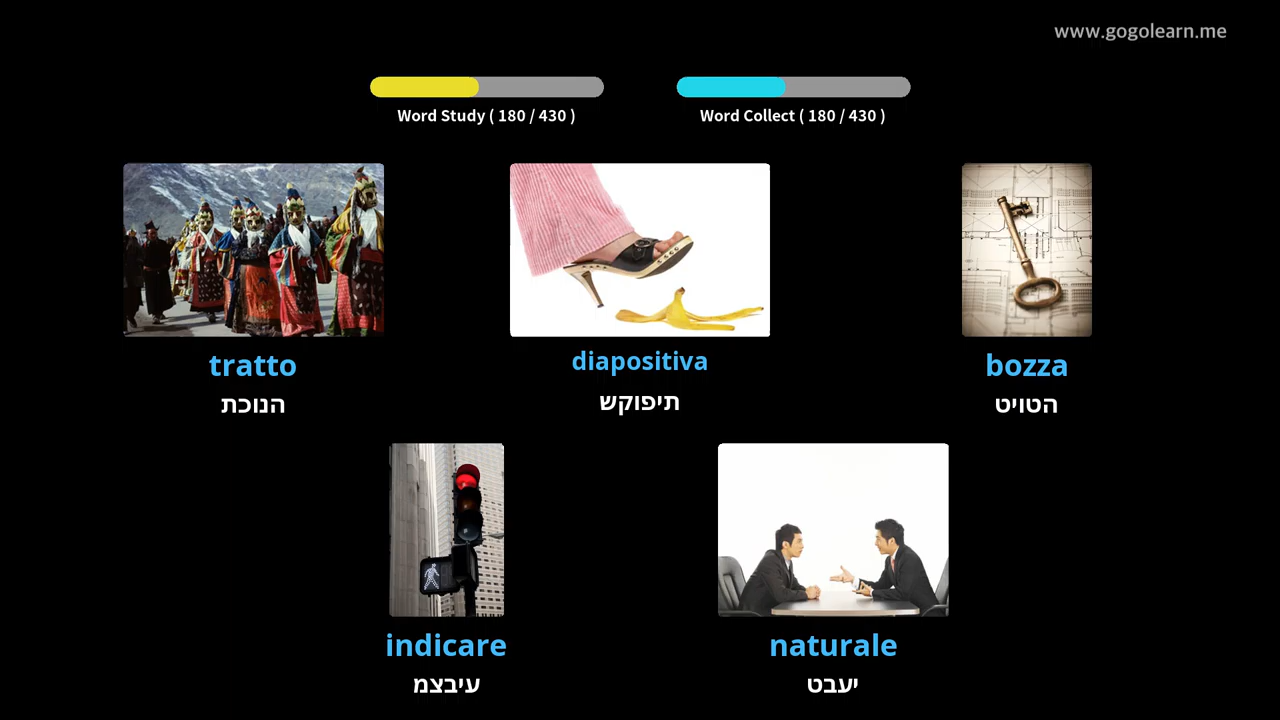 www.gogolearn.me
Word Study ( 180 / 430 )
Word Collect ( 180 / 430 )
tratto
הנוכת
diapositiva
תיפוקש
bozza
הטויט
indicare
עיבצמ
naturale
יעבט